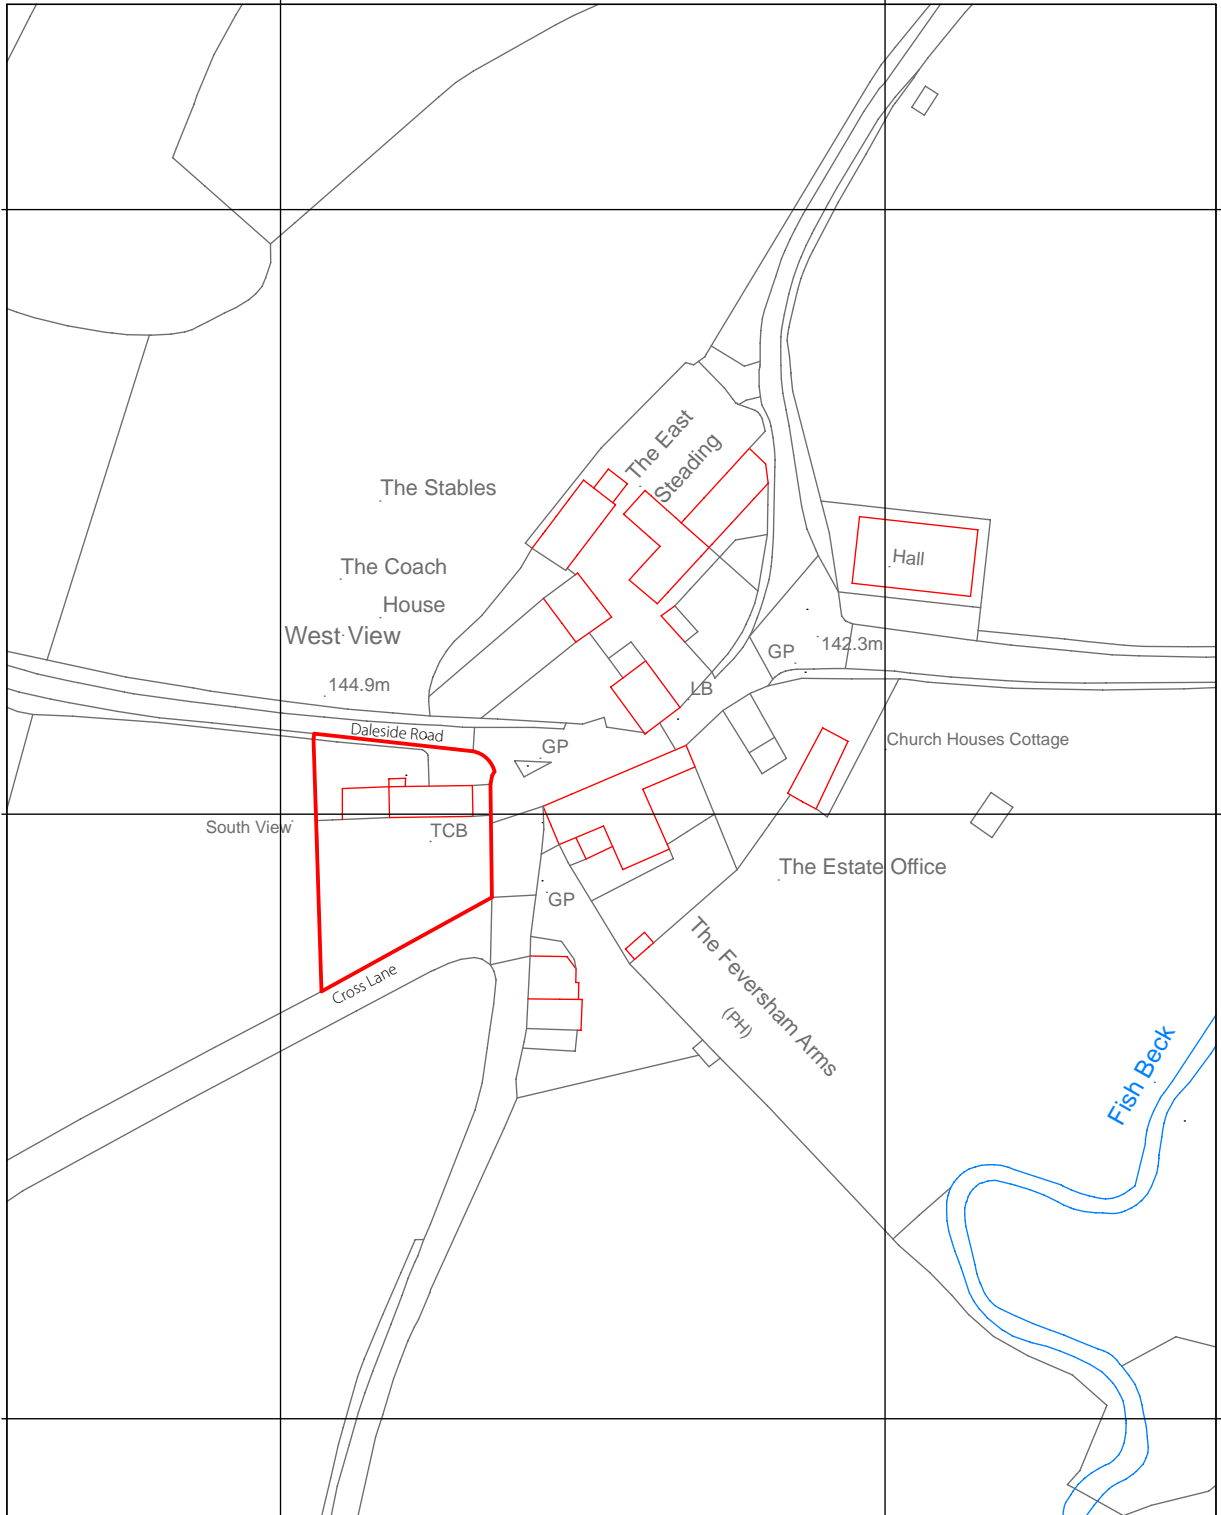 The East
Steading
The Stables
The Coach
House
Hall
West View
142.3m
GP
144.9m
LB
Daleside Road
GP
Church Houses Cottage
South View
TCB
The Estate Office
GP
The Feversham Arms
(PH)
Cross Lane
Fish Beck